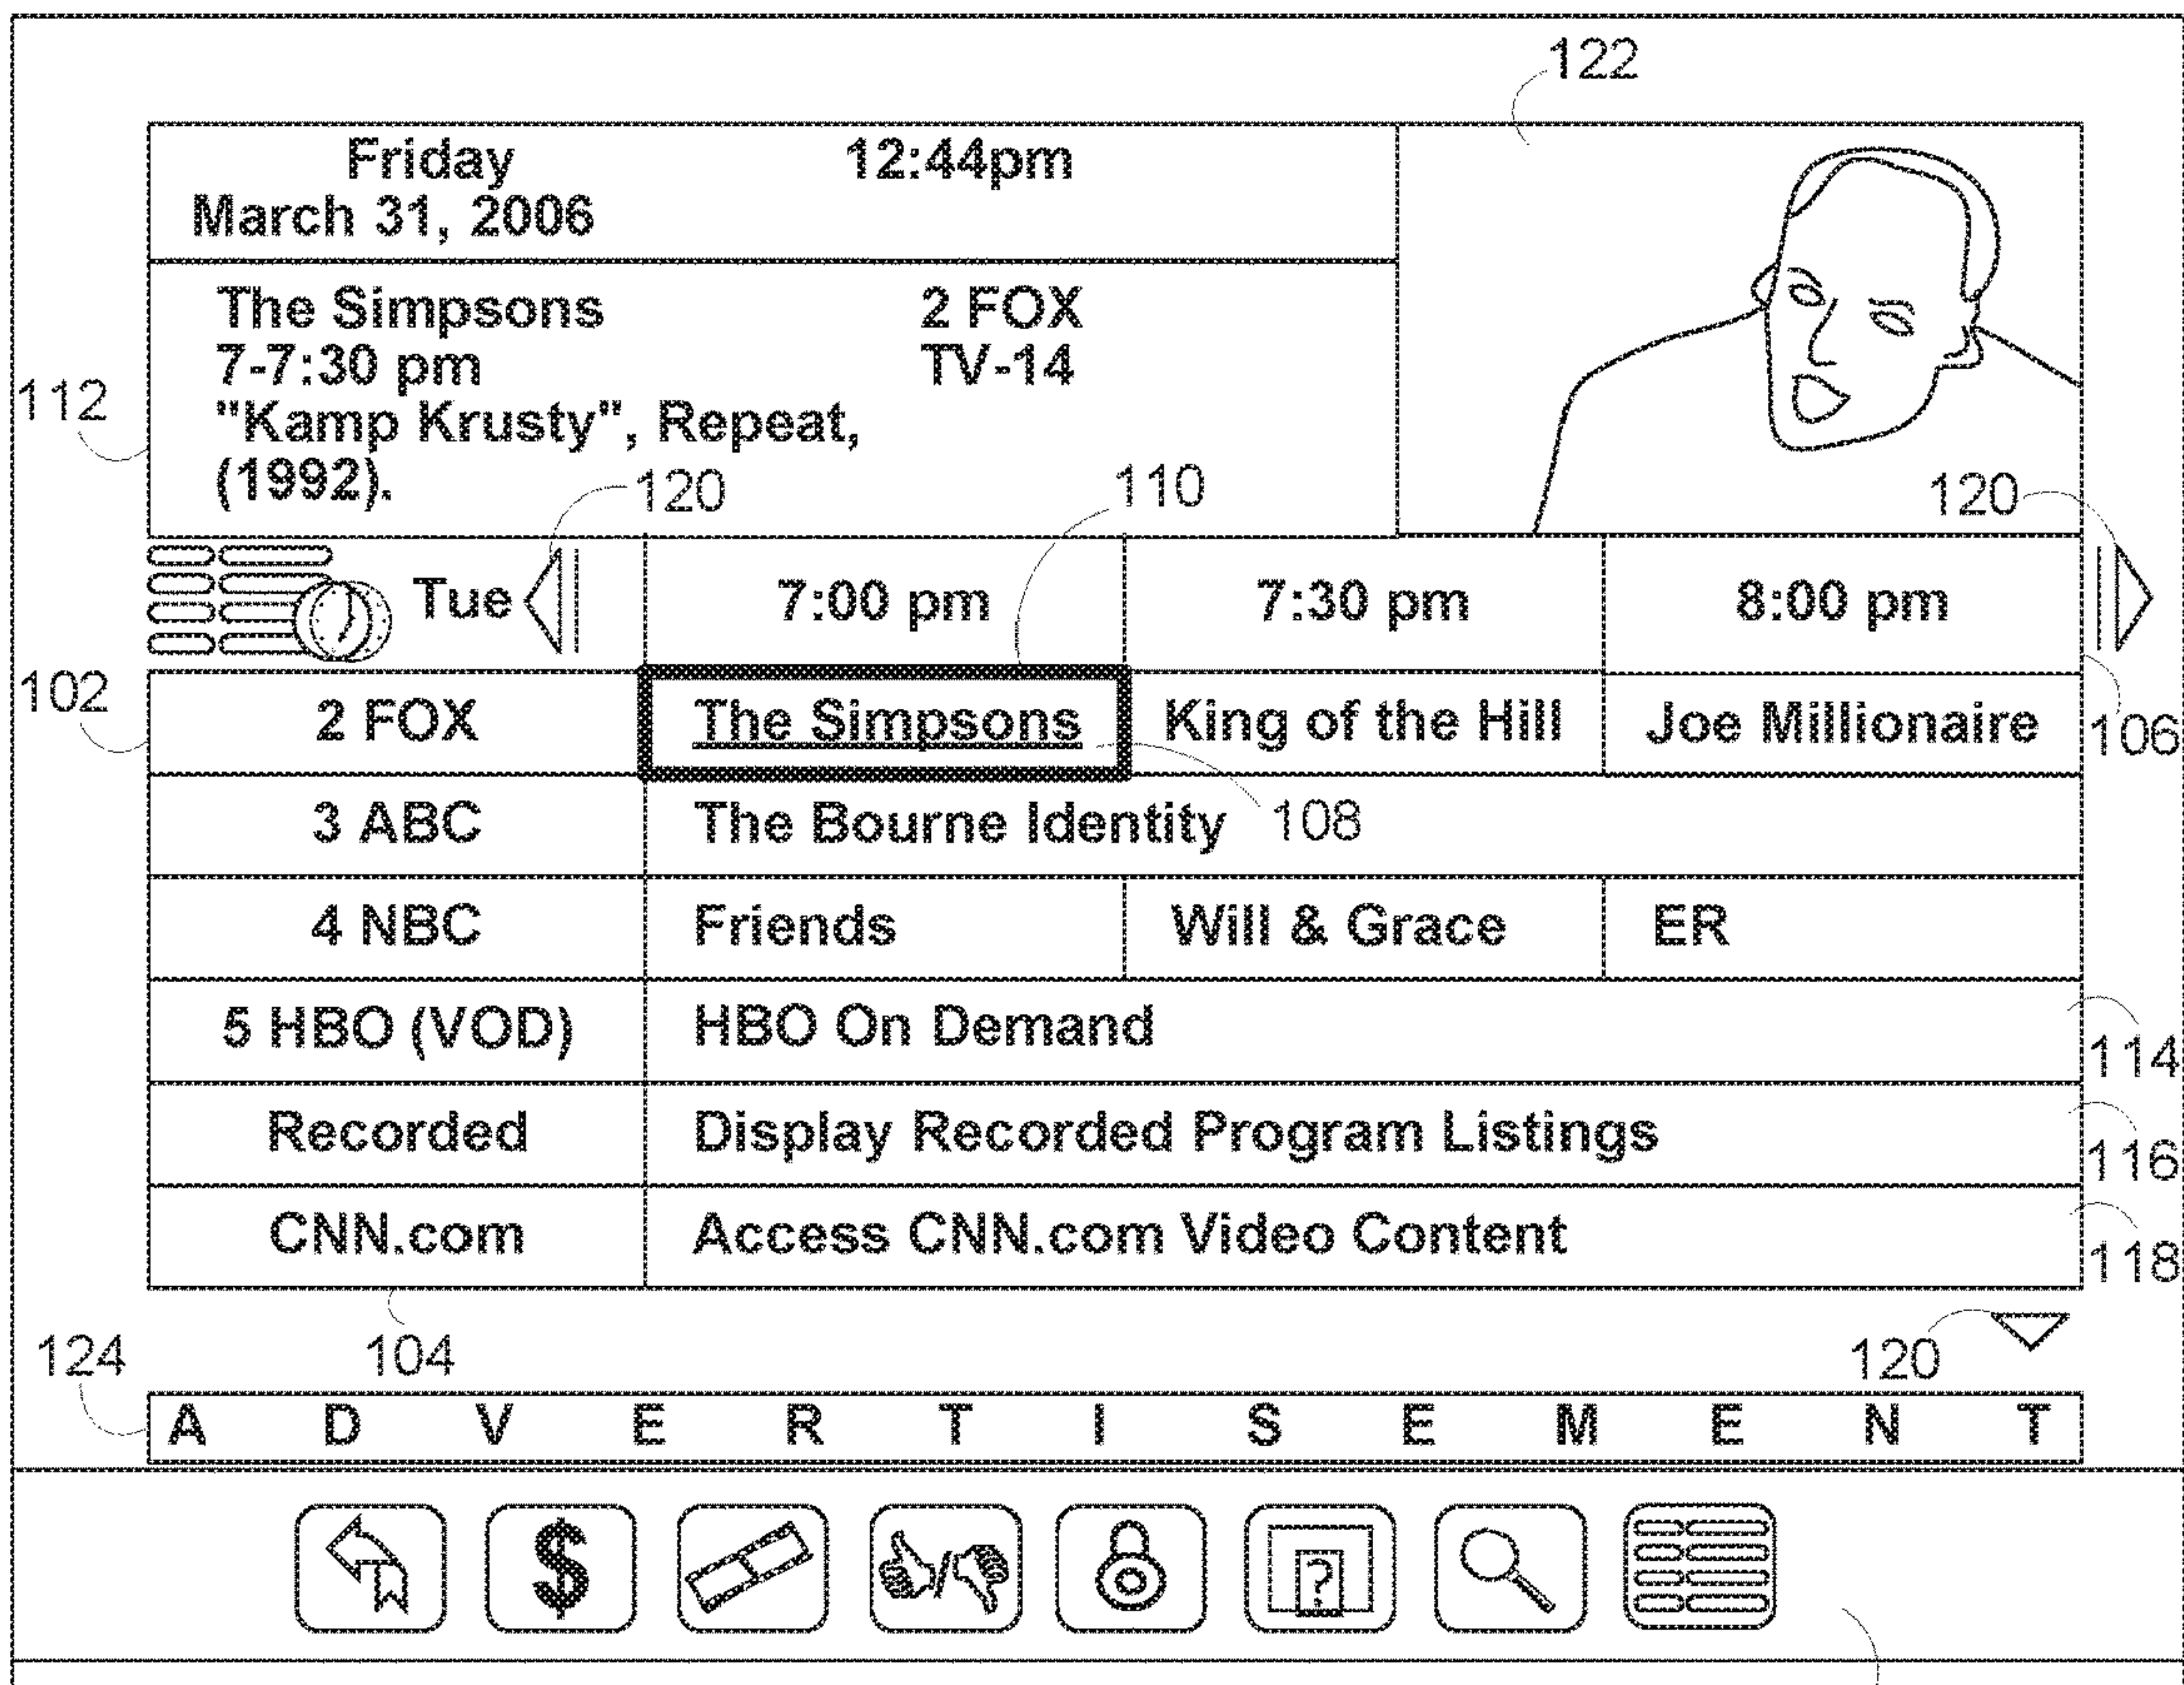 122
Friday 12:44pm
March 31, 2006
The Simpsons 2 FOX
7-7:30 pm TV-14
112
"Kamp Krusty", Repeat,
(1992).
120 110 120
Tue 7:00 pm 7:30 pm 8:00 pm
102
2 FOX The Simpsons King of the Hill Joe Millionaire 106
3 ABC The Bourne Identity 108
4 NBC Friends Will & Grace ER
5 HBO (VOD) HBO On Demand
114
Recorded Display Recorded Program Listings
116
CNN.com Access CNN.com Video Content
118
124 104 120
A D V E R T I S E M E N T
$ ?